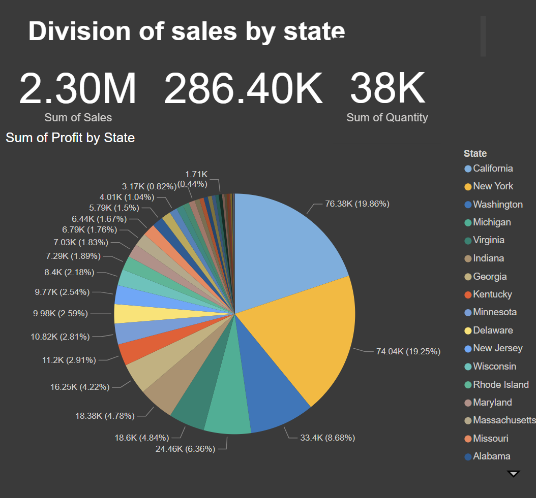 Division of sales by state
2.30M
286.40K
38K
Sum of Sales
Sum of Quantity
Sum of Profit by State
1.71K
(0.44%)
3.17K (0.82%)
4.01K (1.04%)
5.79K (1.5%)
6.44K (1.67%)
6.79K (1.76%)
7.03K (1.83%)
7.29K (1.89%)
8.4K (2.18%)
9.77K (2.54%)
9.98K (2.59%)
10.82K (2.81%)
11.2K (2.91%)
16.25K (4.22%)
18.38K (4.78%)
18.6K (4.84%)
24.46K (6.36%)
33.4K (8.68%)
74.04K (19.25%)
76.38K (19.86%)
State
California
New York
Washington
Michigan
Virginia
Indiana
Georgia
Kentucky
Minnesota
Delaware
New Jersey
Wisconsin
Rhode Island
Maryland
Massachusetts
Missouri
Alabama